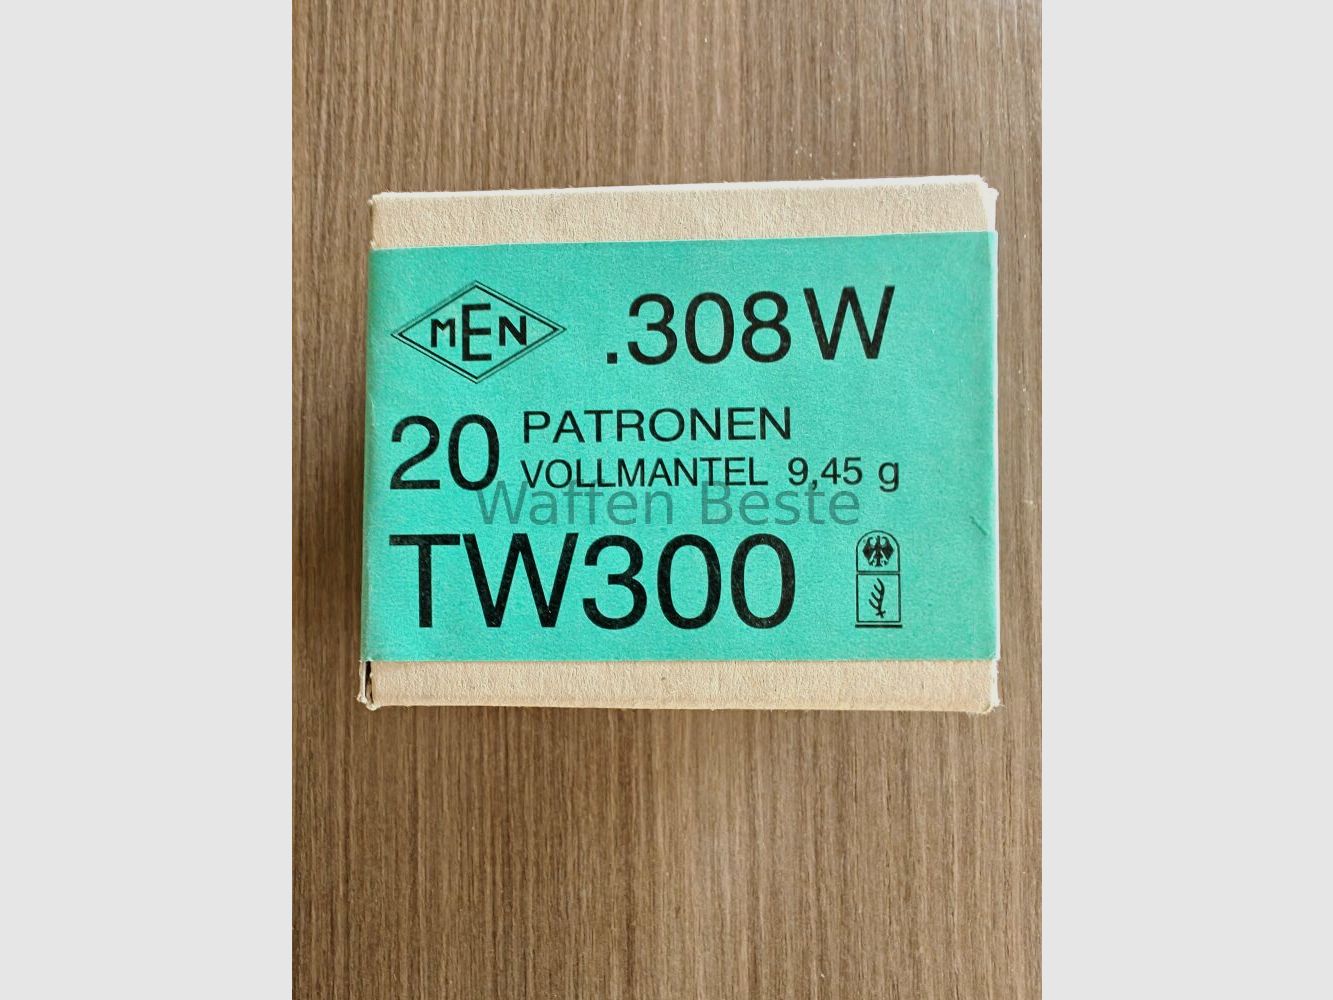 MEN
.308 W
20 PATRONEN
VOLLMANTEL 9,45 g
Waffen Beste
TW300